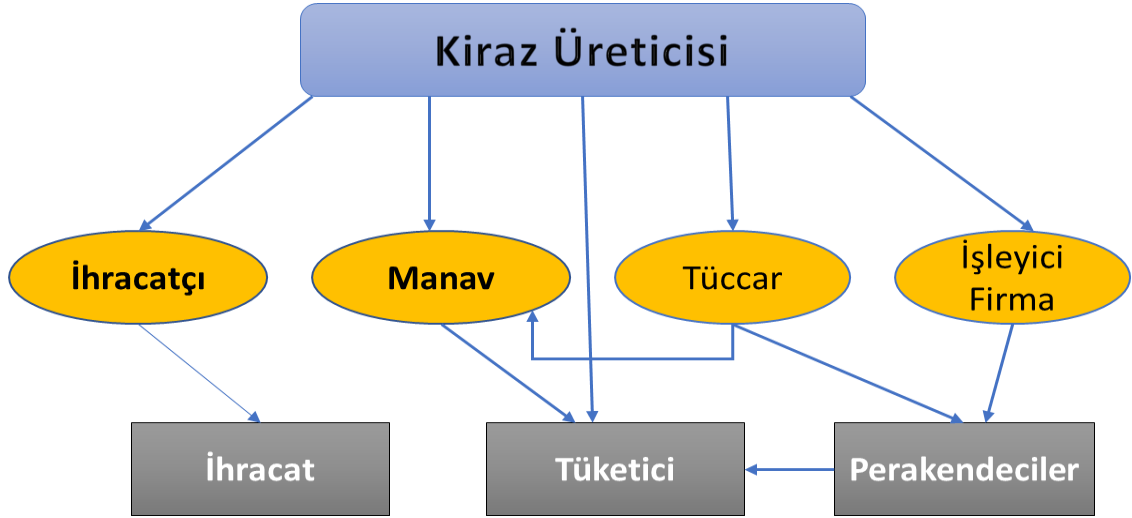 Kiraz Üreticisi
İhracatçı
Manav
Tüccar
İşleyici
Firma
İhracat
Tüketici
Perakendeciler